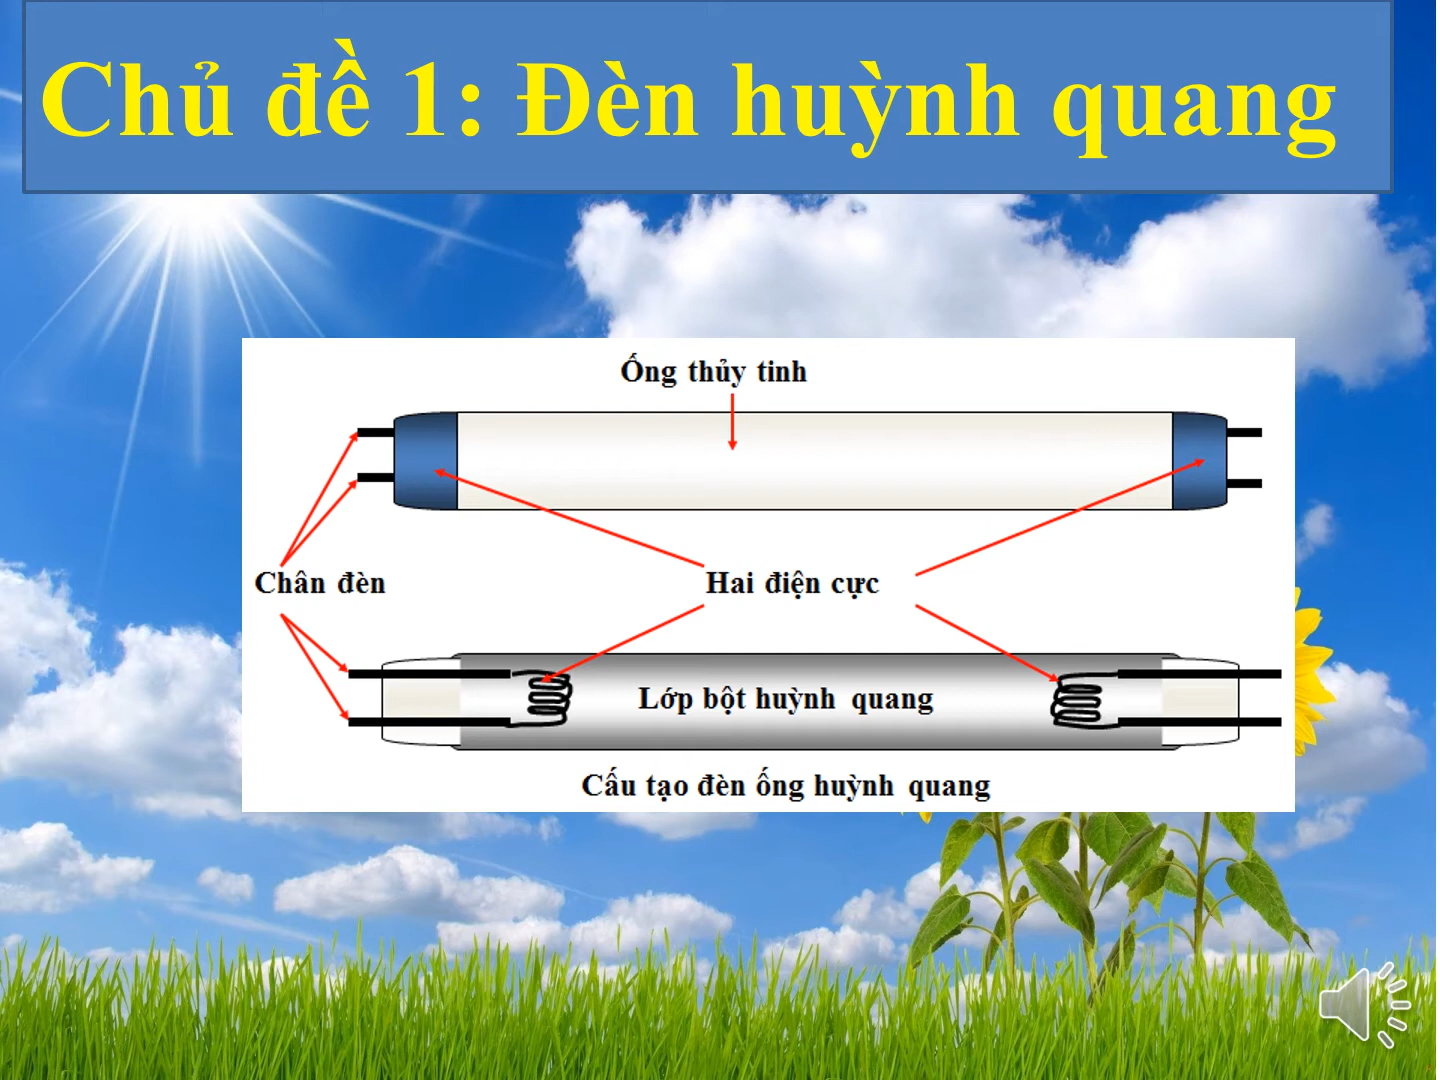 Chủ đề 1: Đèn huỳnh quang
Ống thủy tinh
Chân đèn
Hai điện cực
Lớp bột huỳnh quang
Cấu tạo đèn ống huỳnh quang